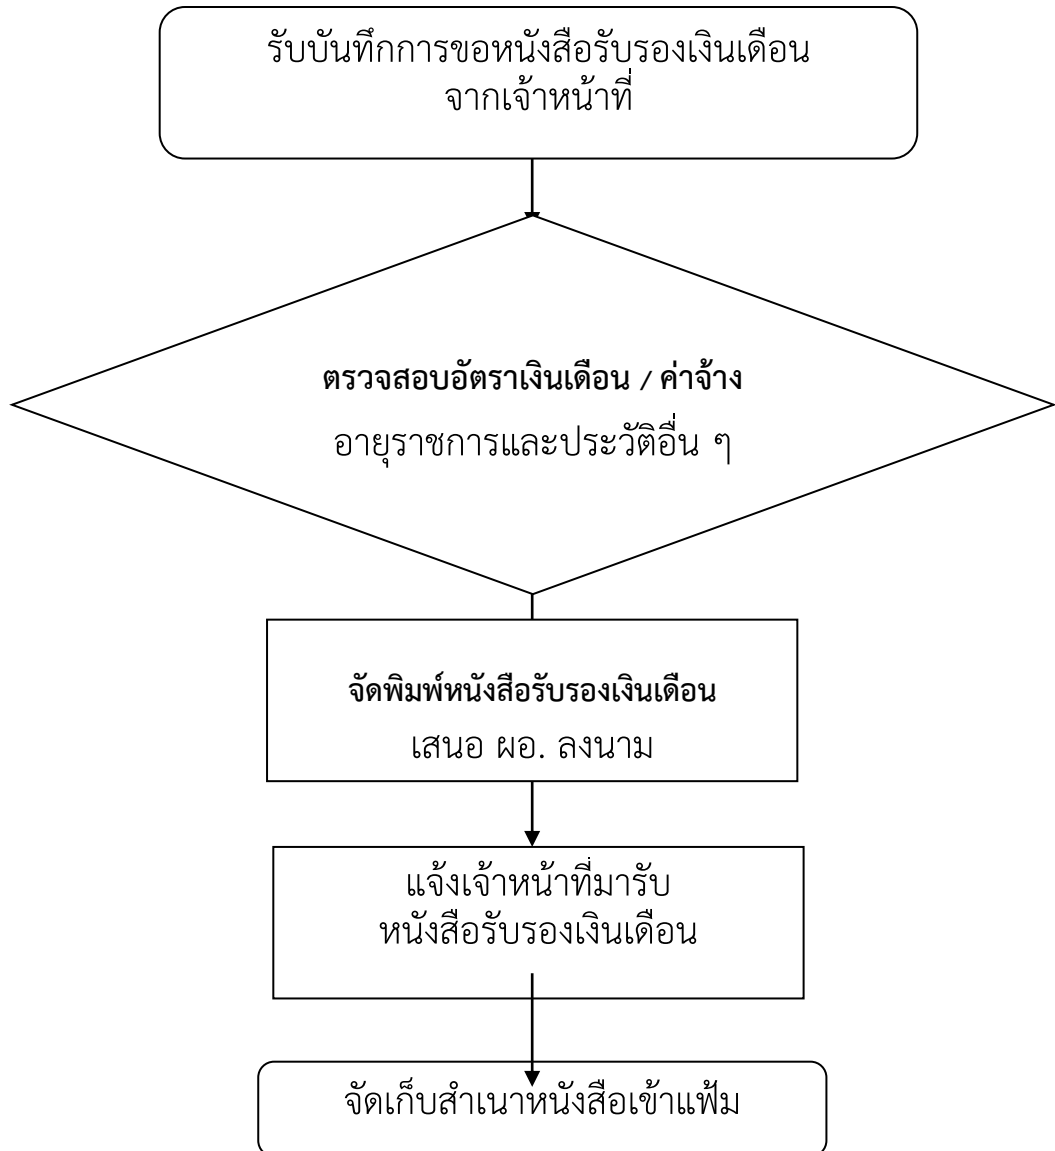 รับบันทึกการขอหนังสือรับรองเงินเดือน
จากเจ้าหน้าที่
ตรวจสอบอัตราเงินเดือน / ค่าจ้าง
อายุราชการและประวัติอื่น ๆ
จัดพิมพ์หนังสือรับรองเงินเดือน
เสนอ ผอ. ลงนาม
แจ้งเจ้าหน้าที่มารับ
หนังสือรับรองเงินเดือน
จัดเก็บสำเนาหนังสือเข้าแฟ้ม